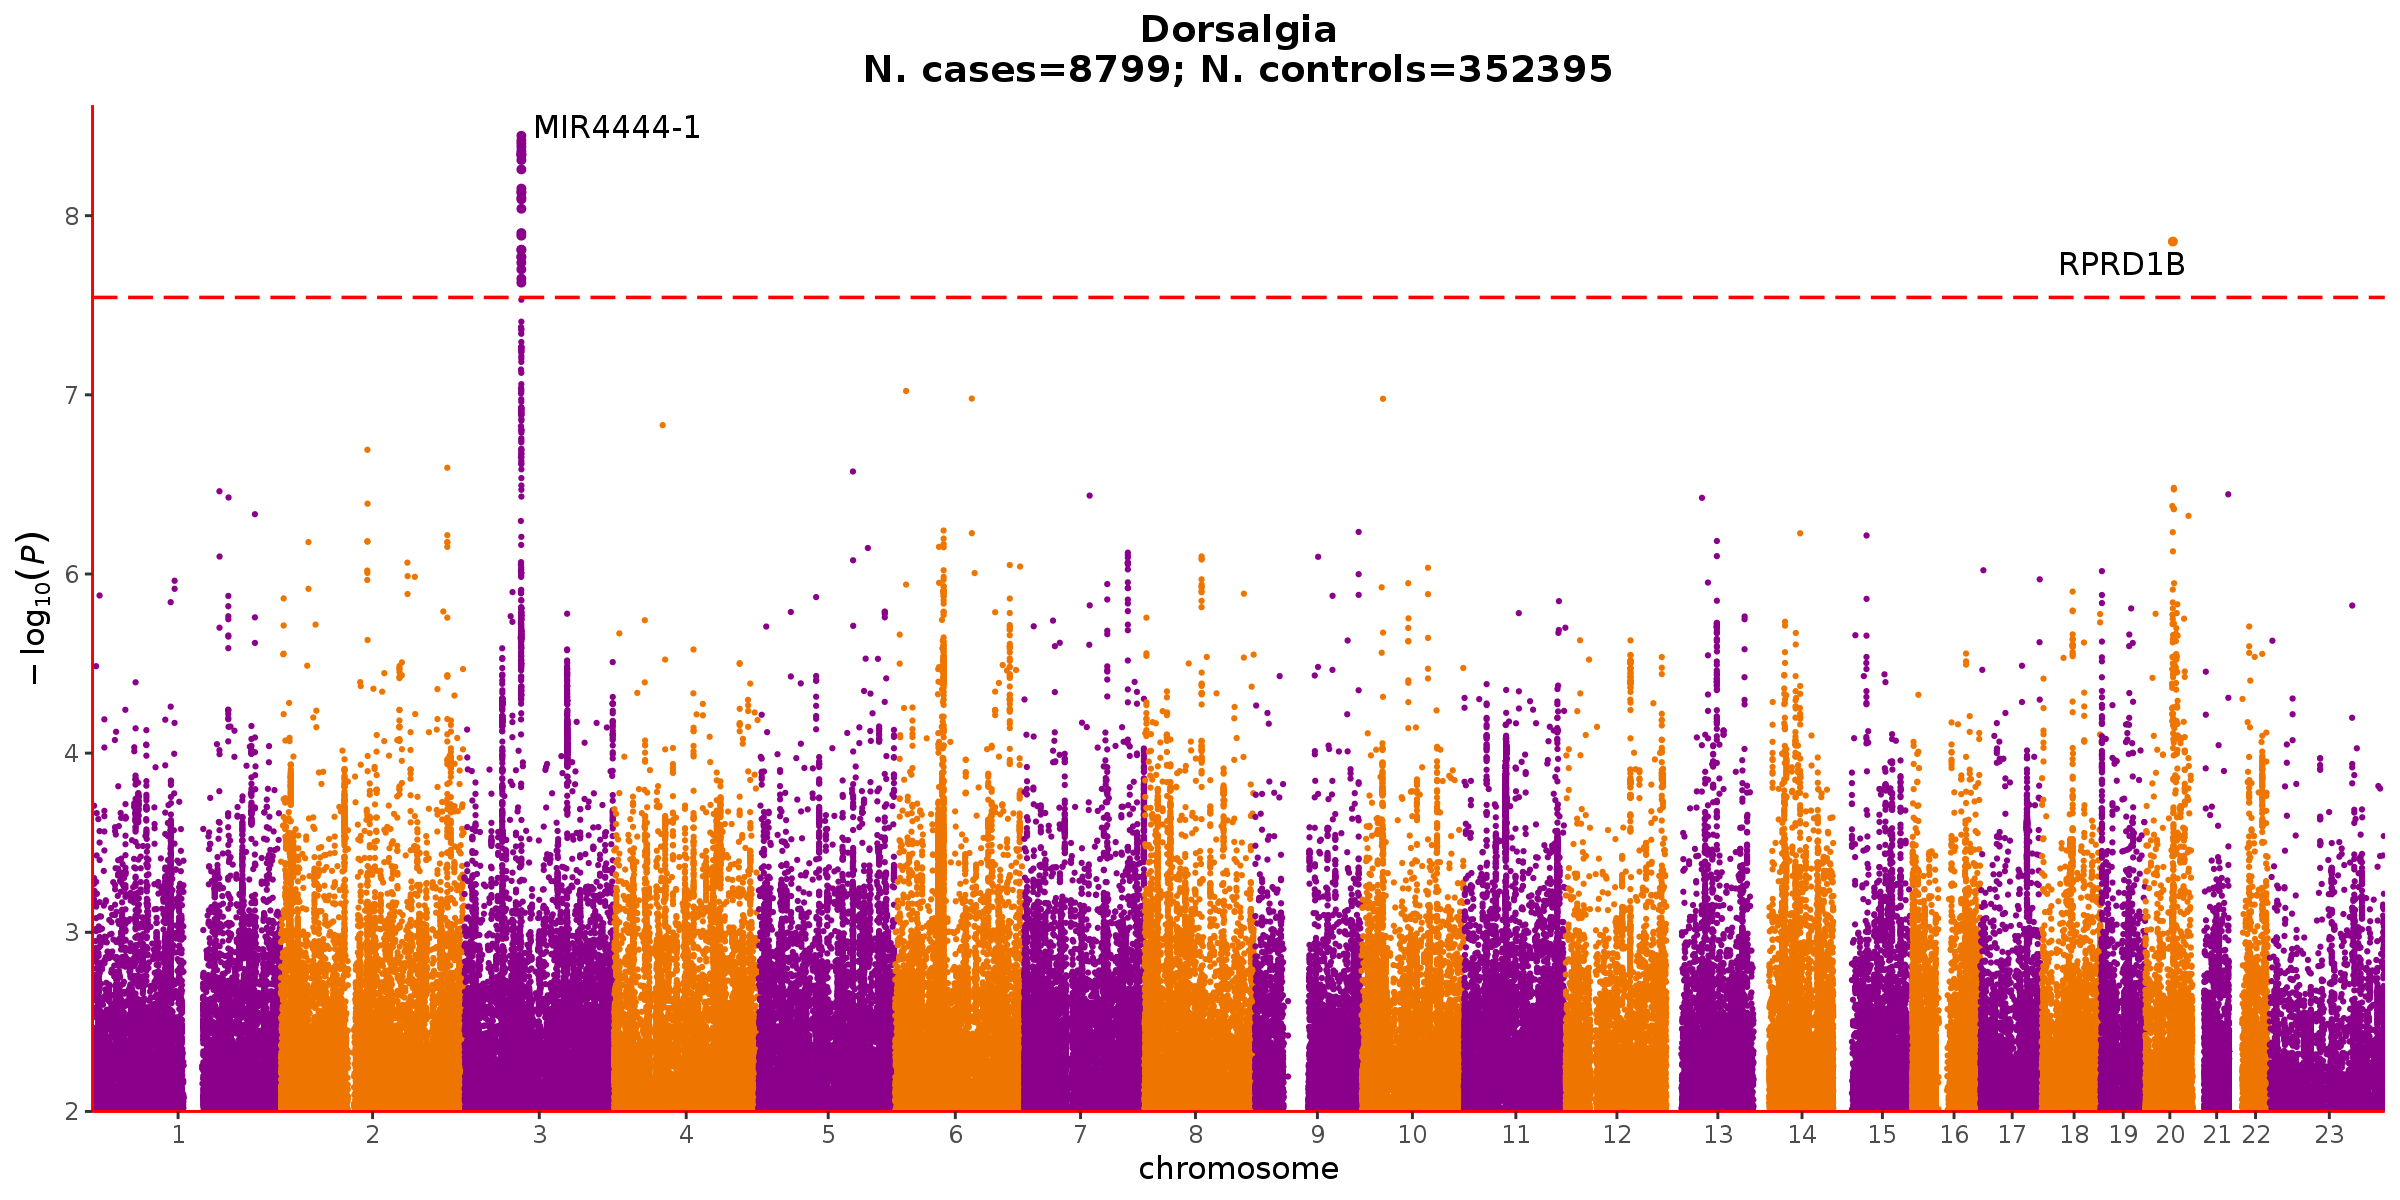 Dorsalgia
N. cases=8799; N. controls=352395
MIR4444-1
RPRD1B
8
7
6
5
4
3
2
−log₁₀(P)
1 2 3 4 5 6 7 8 9 10 11 12 13 14 15 16 17 18 19 20 21 22 23
chromosome